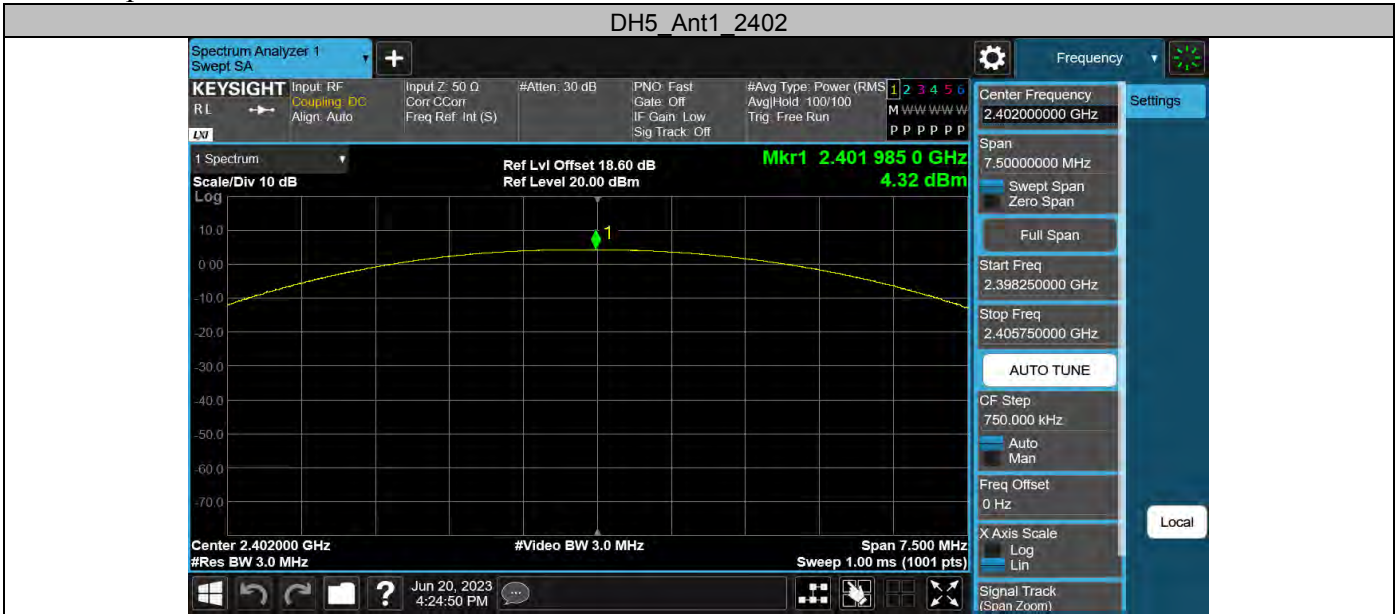 DH5_Ant1_2402
Spectrum Analyzer 1
Swept SA
Frequency
KEYSIGHT
RL
LXI
Input: RF
Coupling: DC
Align: Auto
Input Z: 50 Ω
Corr CCorr
Freq Ref: Int (S)
#Atten: 30 dB
PNO: Fast
Gate: Off
IF Gain: Low
Sig Track: Off
#Avg Type: Power (RMS
Avg|Hold: 100/100
Trig: Free Run
1 2 3 4 5 6
M W W W W W
P P P P P P
1 Spectrum
Scale/Div 10 dB
Log
Ref Lvl Offset 18.60 dB
Ref Level 20.00 dBm
Mkr1 2.401 985 0 GHz
4.32 dBm
1
10.0
0.00
-10.0
-20.0
-30.0
-40.0
-50.0
-60.0
-70.0
Center 2.402000 GHz
#Res BW 3.0 MHz
#Video BW 3.0 MHz
Span 7.500 MHz
Sweep 1.00 ms (1001 pts)
Center Frequency
2.402000000 GHz
Span
7.50000000 MHz
Swept Span
Zero Span
Full Span
Start Freq
2.398250000 GHz
Stop Freq
2.405750000 GHz
AUTO TUNE
CF Step
750.000 kHz
Auto
Man
Freq Offset
0 Hz
X Axis Scale
Log
Lin
Signal Track
(Span Zoom)
Settings
Local
?
Jun 20, 2023
4:24:50 PM